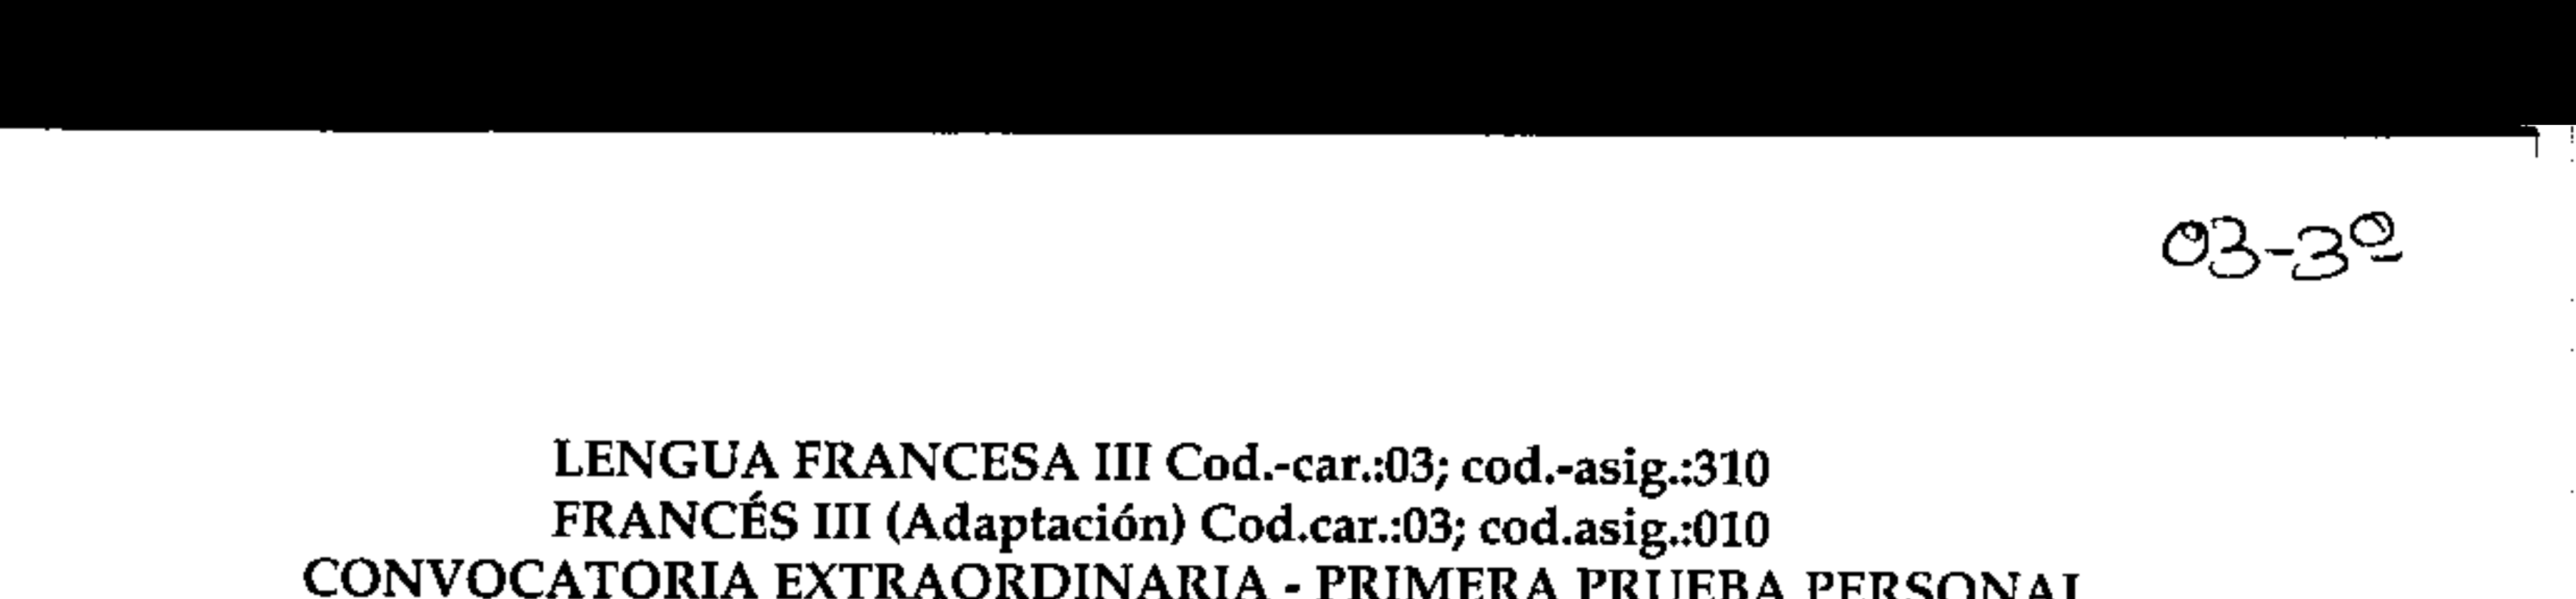 03-3º
LENGUA FRANCESA III Cod.-car.:03; cod.-asig.:310
FRANCÉS III (Adaptación) Cod.car.:03; cod.asig.:010
CONVOCATORIA EXTRAORDINARIA - PRIMERA PRUEBA PERSONAL